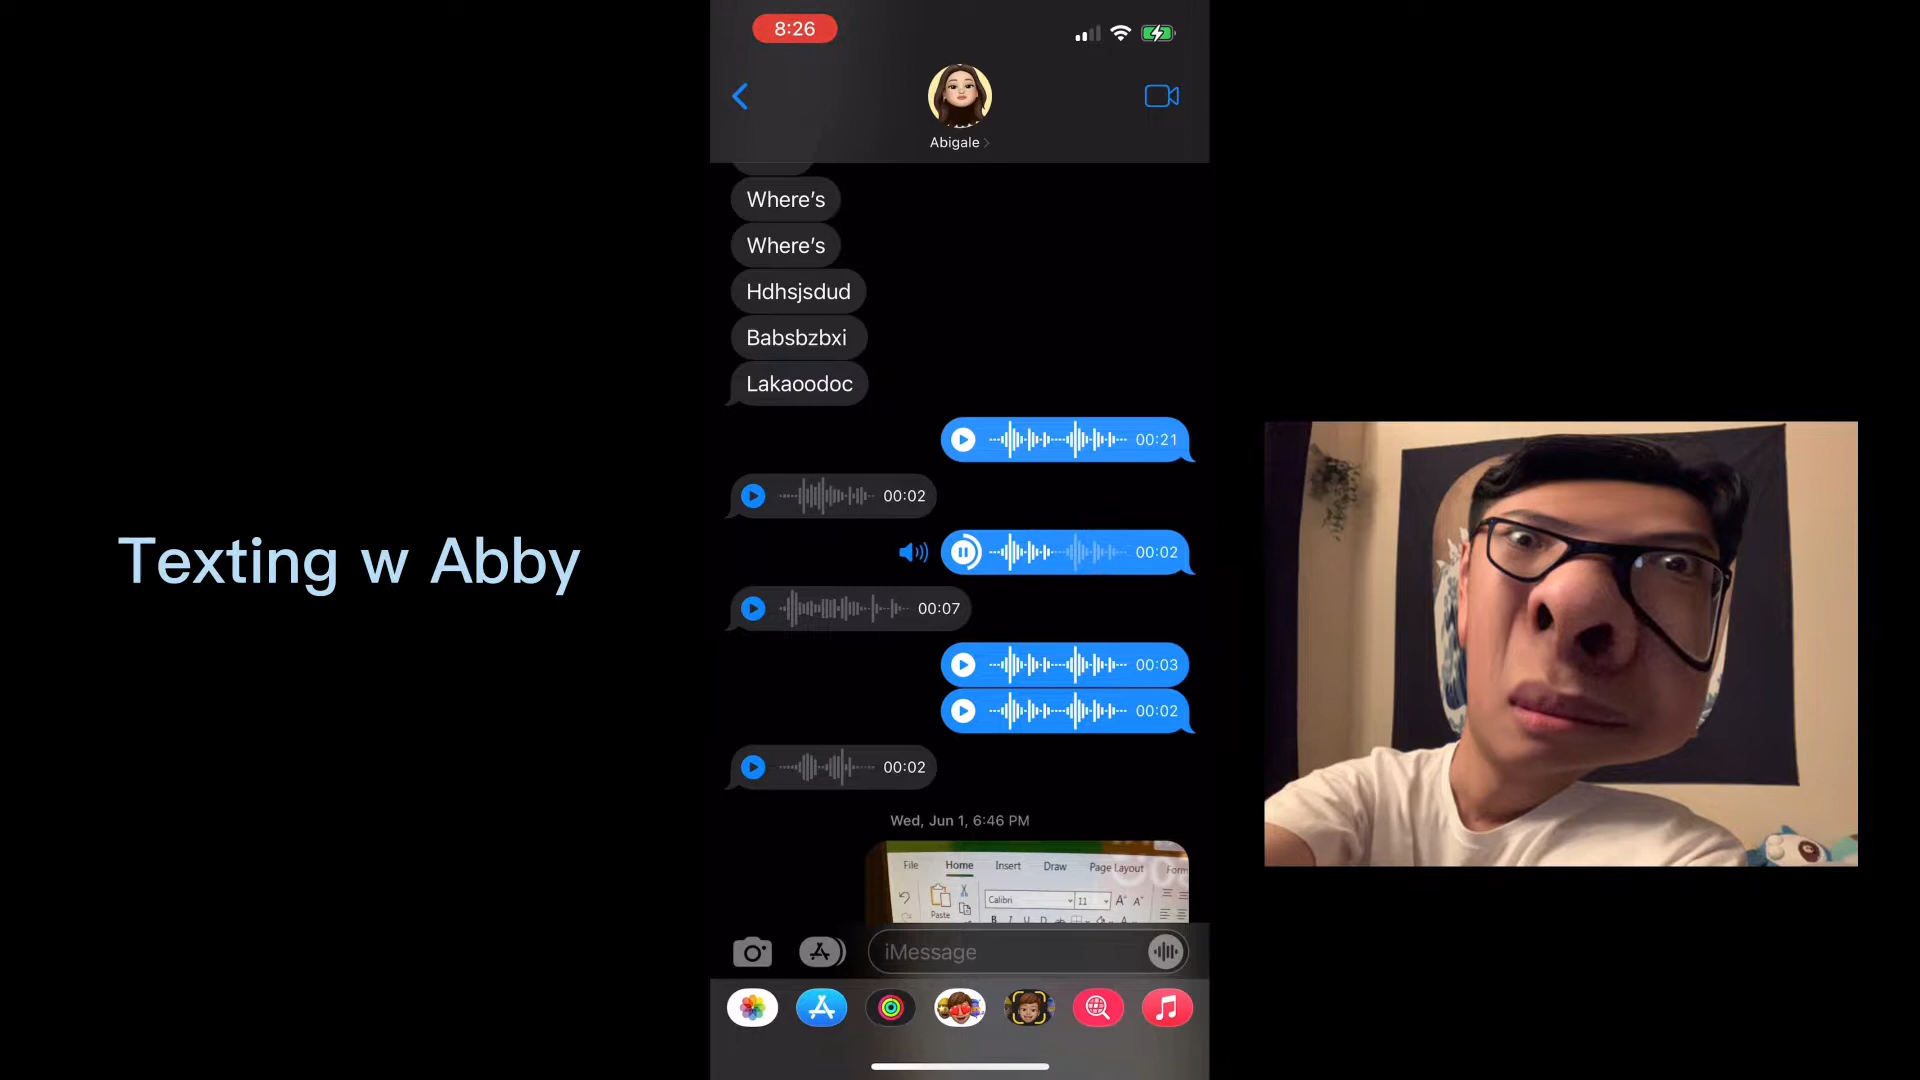 8:26
Abigale
Where's
Where's
Hdhsjsdud
Babsbzbxi
Lakaoodoc
00:21
00:02
00:02
00:07
00:03
00:02
00:02
Wed, Jun 1, 6:46 PM
File Home Insert Draw Page Layout Form
Calibri 11 A A
Paste
B I U D ab A
iMessage
Texting w Abby